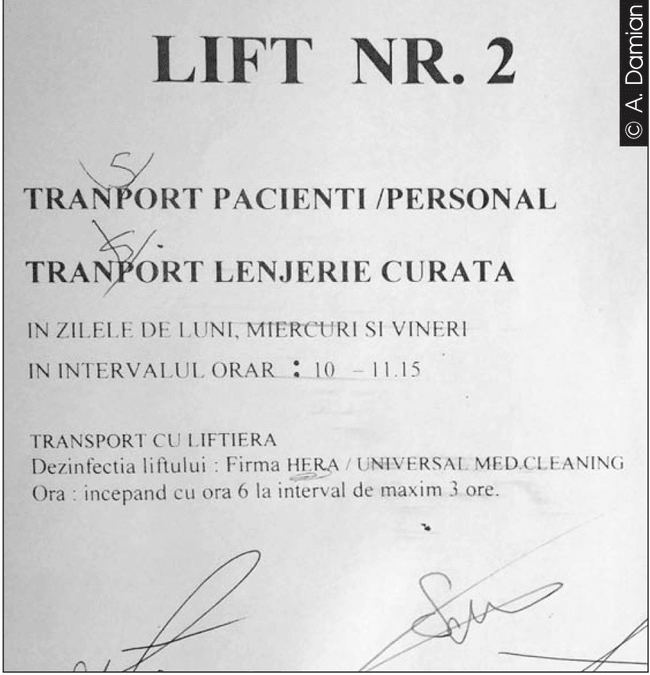 © A. Damian
LIFT NR. 2
S
TRANPORT PACIENTI /PERSONAL
S
TRANPORT LENJERIE CURATA
IN ZILELE DE LUNI, MIERCURI SI VINERI
IN INTERVALUL ORAR : 10 – 11.15
TRANSPORT CU LIFTIERA
Dezinfectia liftului : Firma HERA / UNIVERSAL MED.CLEANING
Ora : incepand cu ora 6 la interval de maxim 3 ore.